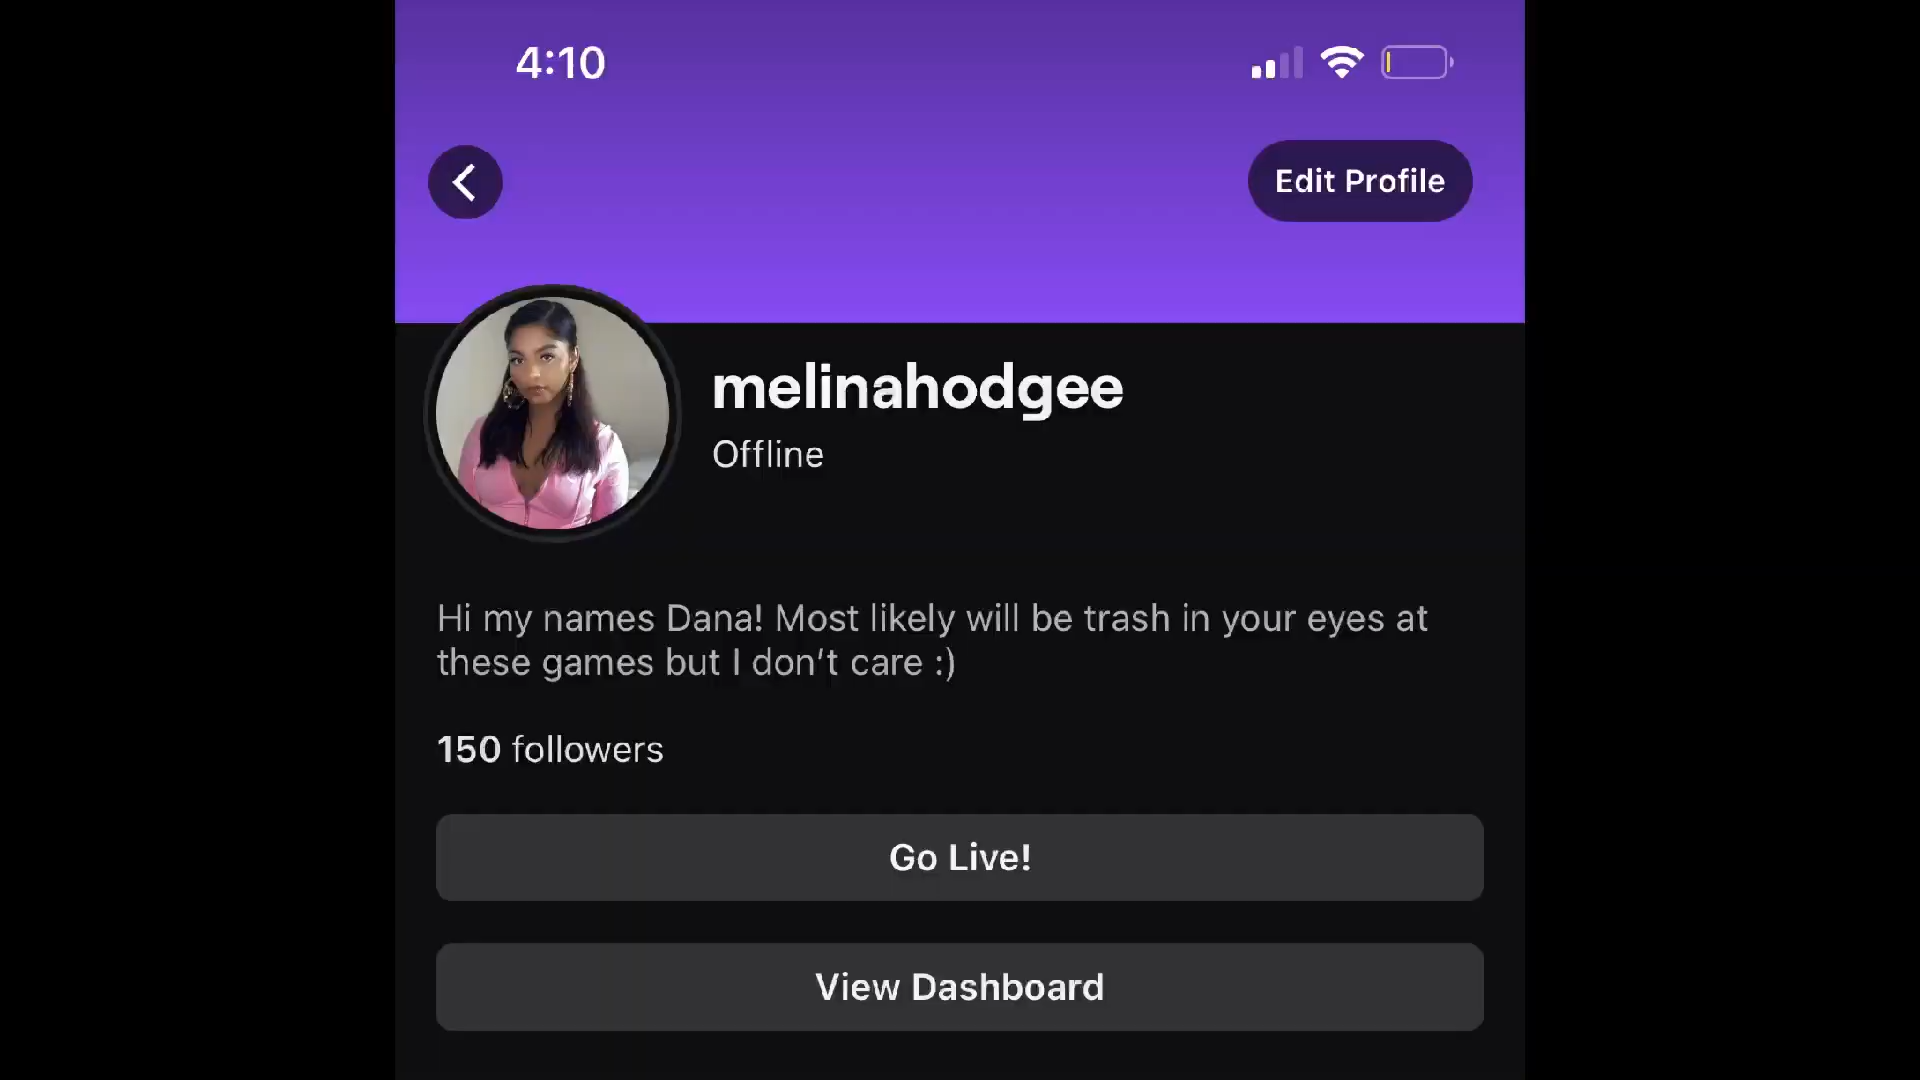 4:10
Edit Profile
melinahodgee
Offline
Hi my names Dana! Most likely will be trash in your eyes at
these games but I don't care :)
150 followers
Go Live!
View Dashboard